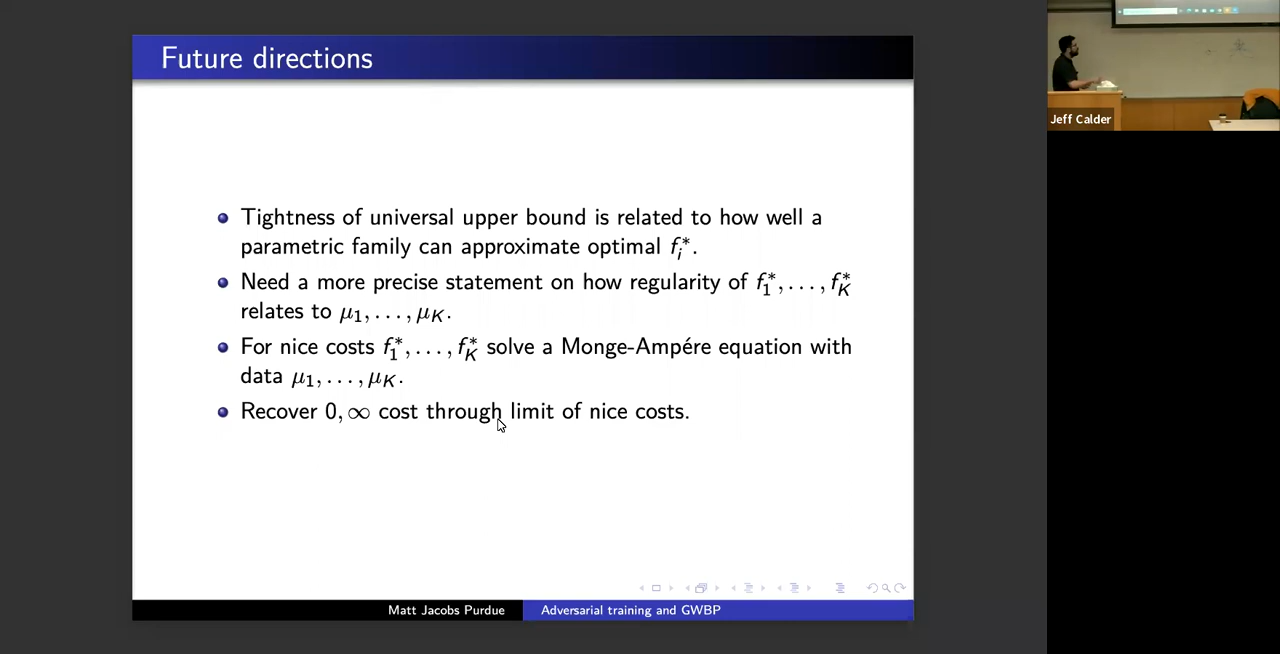 Future directions
Tightness of universal upper bound is related to how well a
parametric family can approximate optimal f_i^*.
Need a more precise statement on how regularity of f_1^*, . . . , f_K^*
relates to μ_1, . . . , μ_K.
For nice costs f_1^*, . . . , f_K^* solve a Monge-Ampére equation with
data μ_1, . . . , μ_K.
Recover 0, ∞ cost through limit of nice costs.
Matt Jacobs Purdue
Adversarial training and GWBP
Jeff Calder